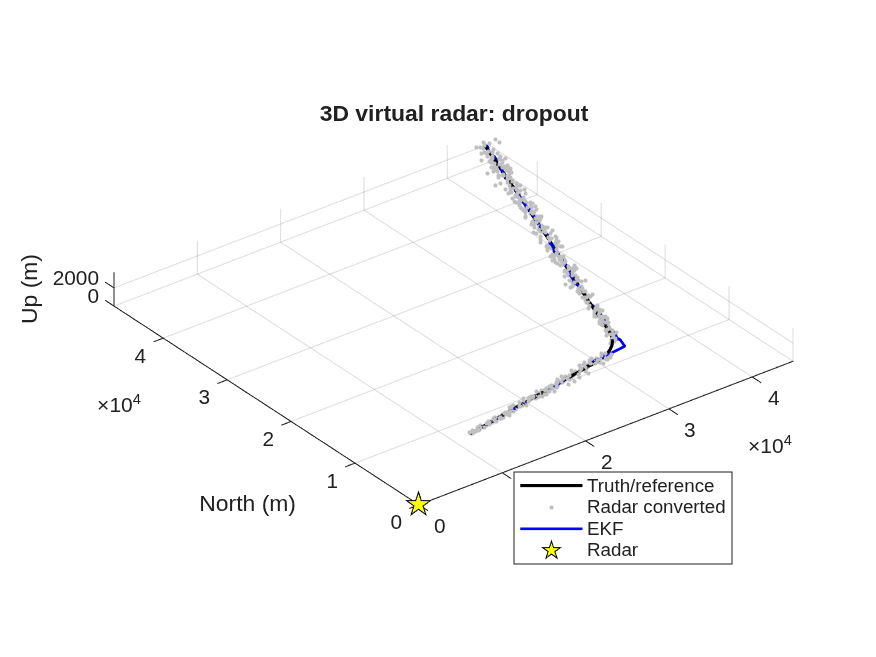 3D virtual radar: dropout
Up (m)
2000
0
4
×10⁴
3
2
1
North (m)
0
0
2
3
4
×10⁴
Truth/reference
Radar converted
EKF
Radar